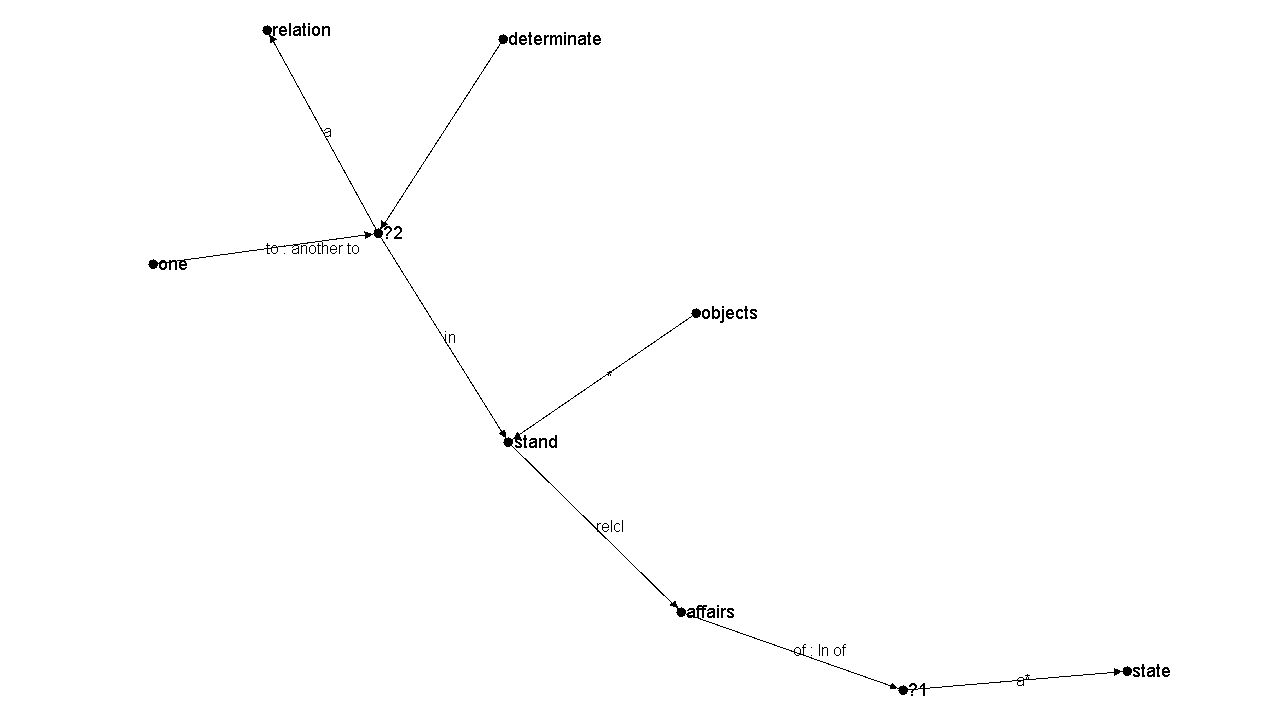 relation
determinate
a
?2
to : another to
one
objects
in
*
stand
relcl
affairs
of : In of
state
a*
?1